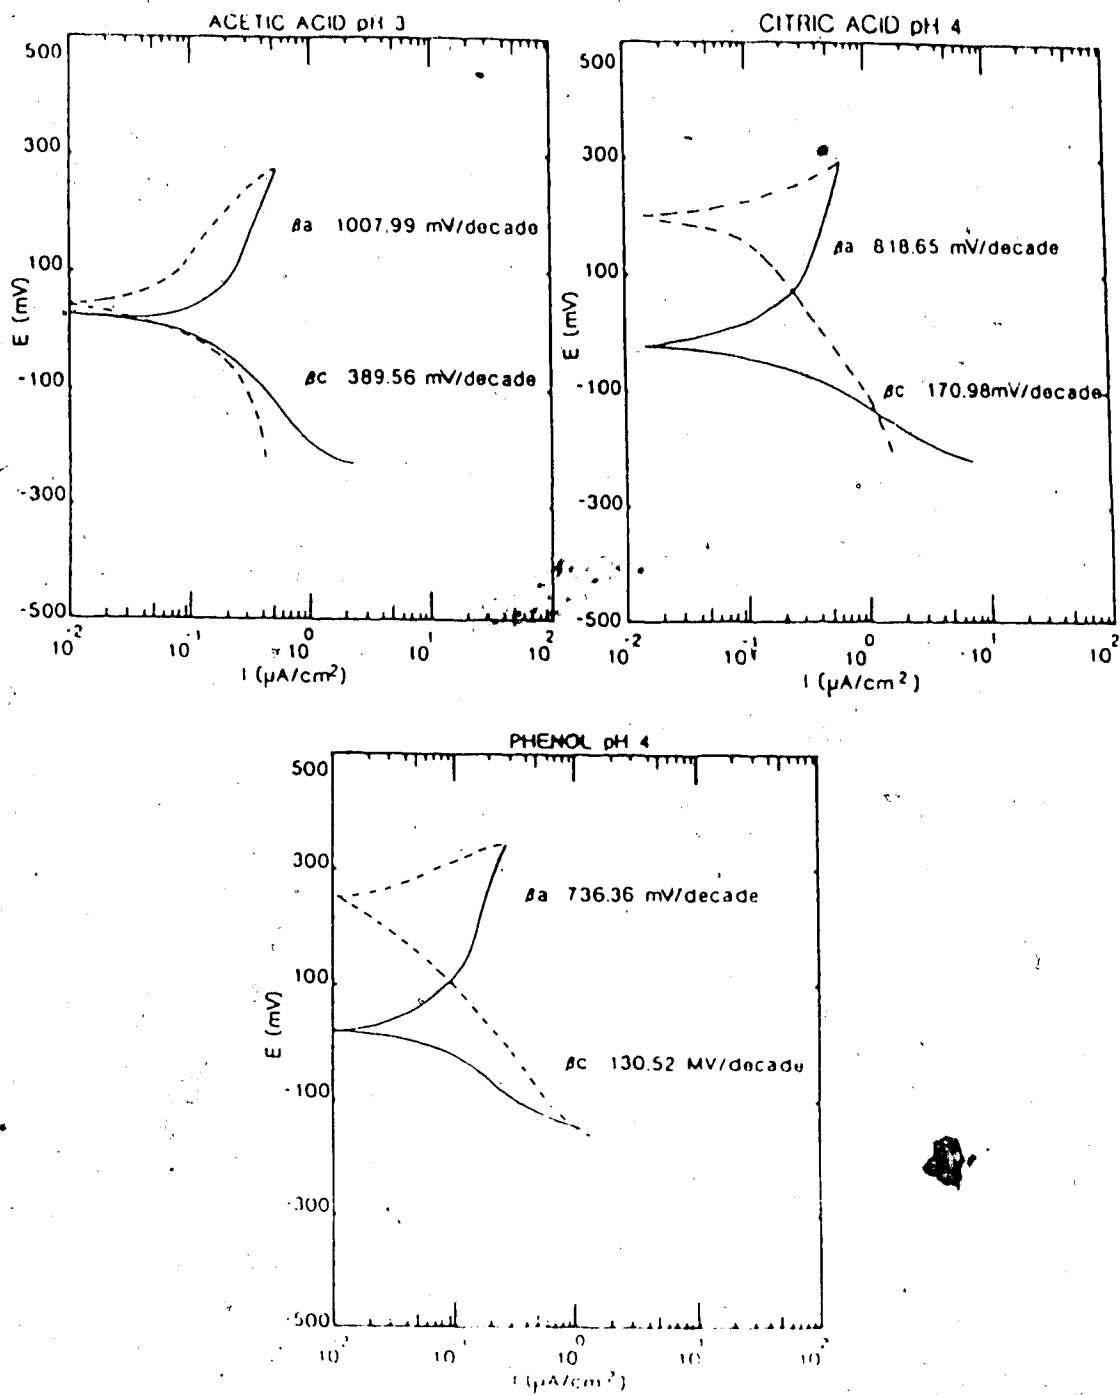 ACETIC ACID pH 3
500
300
100
-100
-300
-500
E (mV)
βa 1007.99 mV/decade
βc 389.56 mV/decade
10-2 10-1 100 101 102
I (μA/cm2)
CITRIC ACID pH 4
500
300
100
-100
-300
-500
E (mV)
βa 818.65 mV/decade
βc 170.98mV/decade
10-2 10-1 100 101 102
I (μA/cm2)
PHENOL pH 4
500
300
100
-100
-300
-500
E (mV)
βa 736.36 mV/decade
βc 130.52 MV/decade
10-1 100 101
I (μA/cm2)